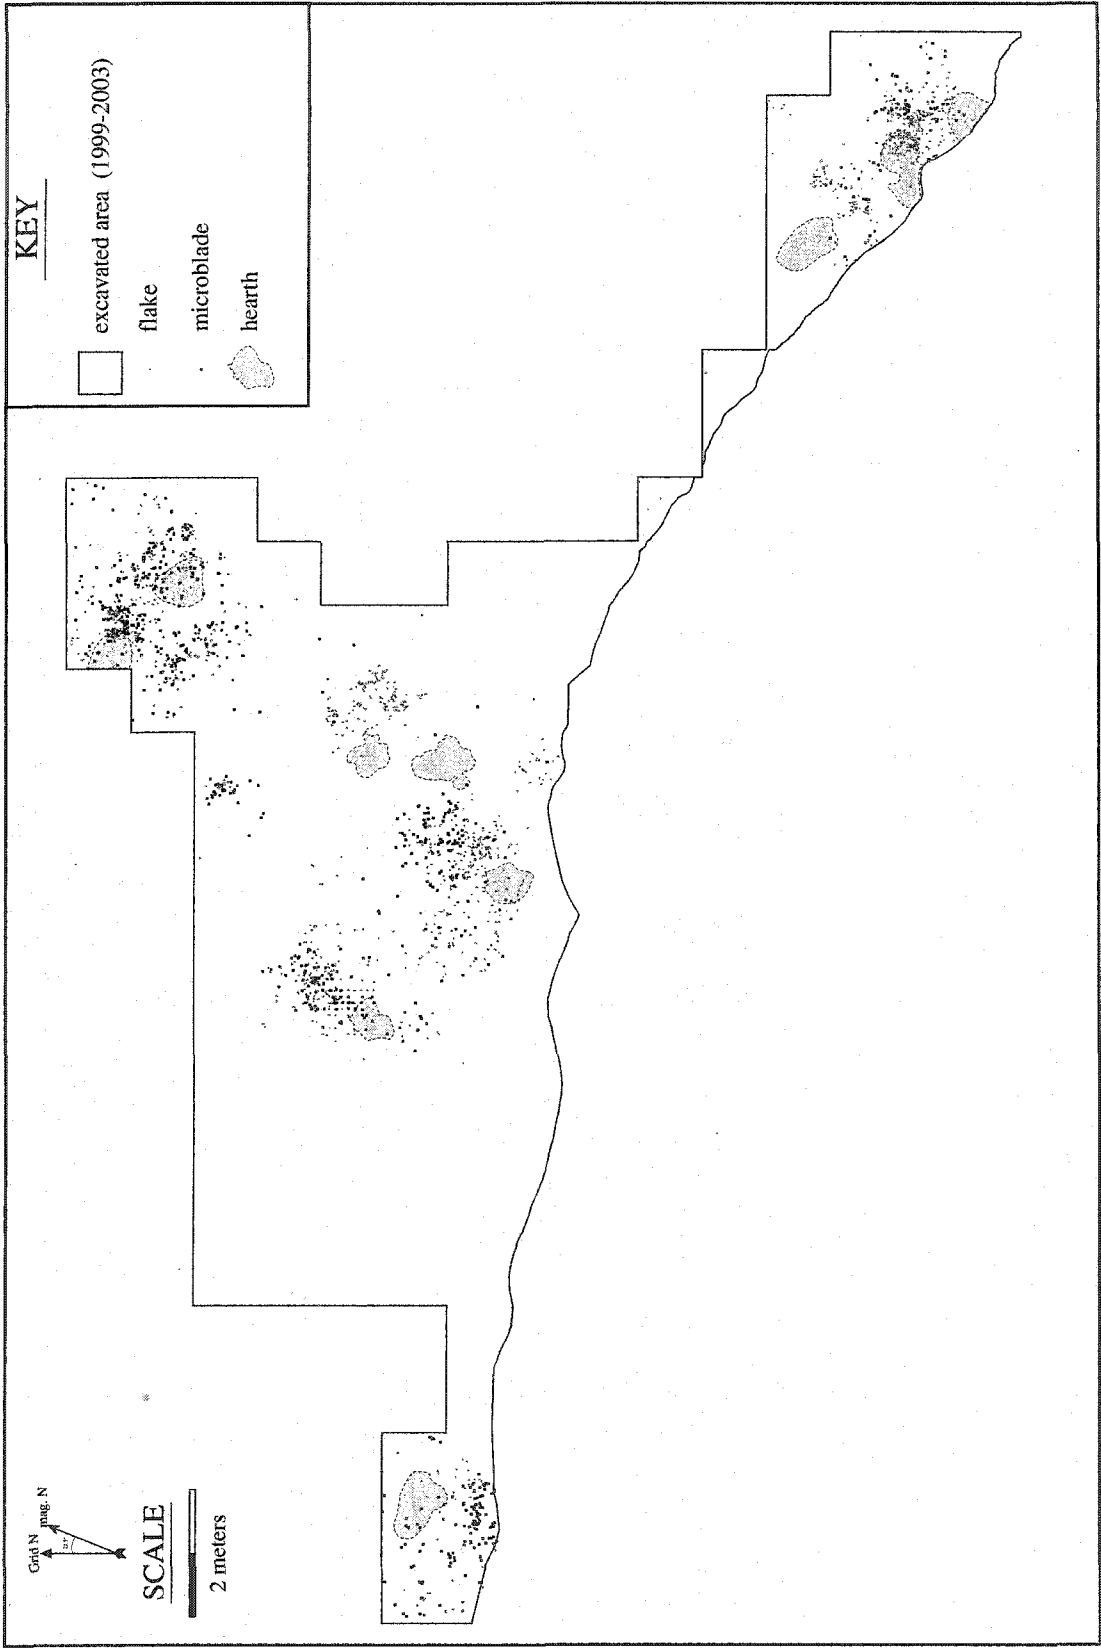 KEY
excavated area (1999-2003)
flake
microblade
hearth
Grid N
mag. N
SCALE
2 meters